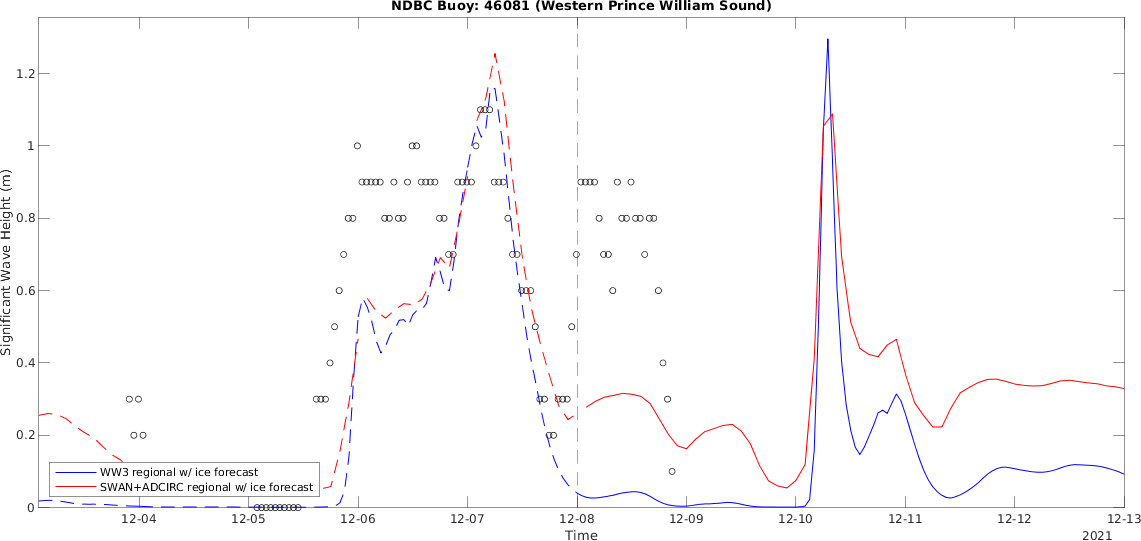 NDBC Buoy: 46081 (Western Prince William Sound)
Significant Wave Height (m)
1.2
1
0.8
0.6
0.4
0.2
0
WW3 regional w/ ice forecast
SWAN+ADCIRC regional w/ ice forecast
12-04 12-05 12-06 12-07 12-08 12-09 12-10 12-11 12-12 12-13
Time
2021